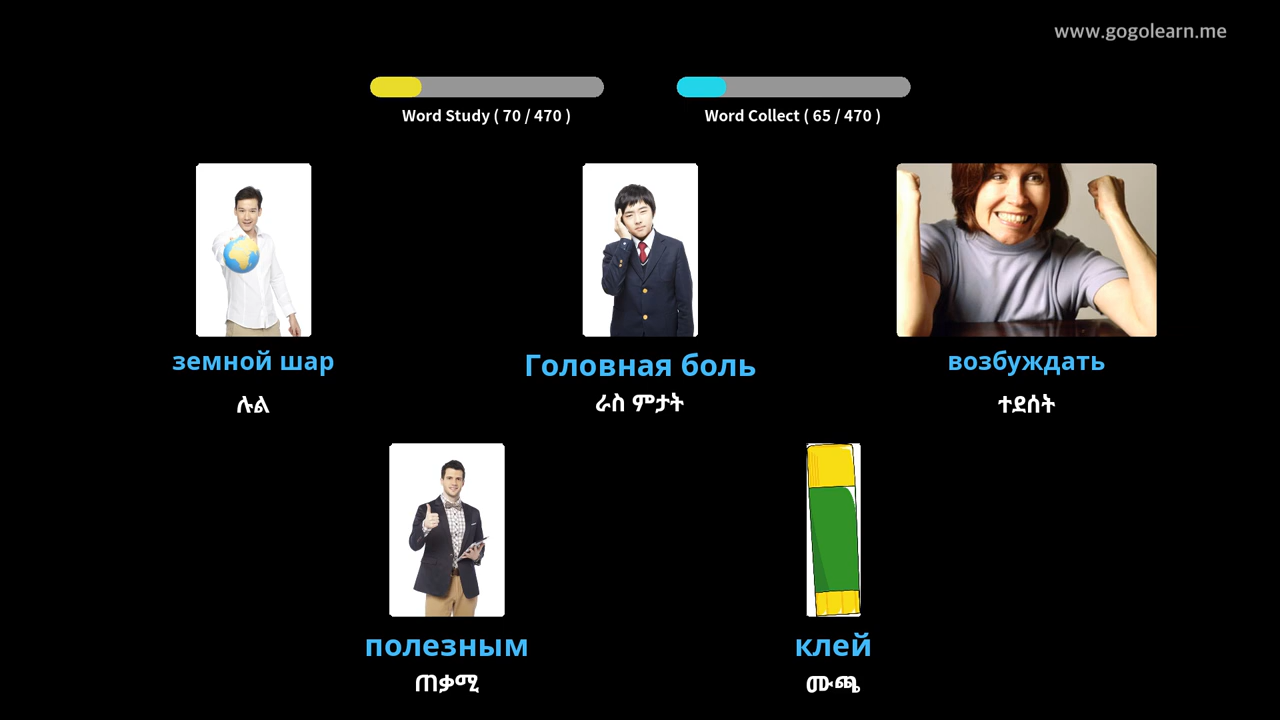 www.gogolearn.me
Word Study ( 70 / 470 )
Word Collect ( 65 / 470 )
земной шар
Головная боль
возбуждать
ሉል
ራስ ምታት
ተደሰት
полезным
клей
ጠቃሚ
ሙጫ